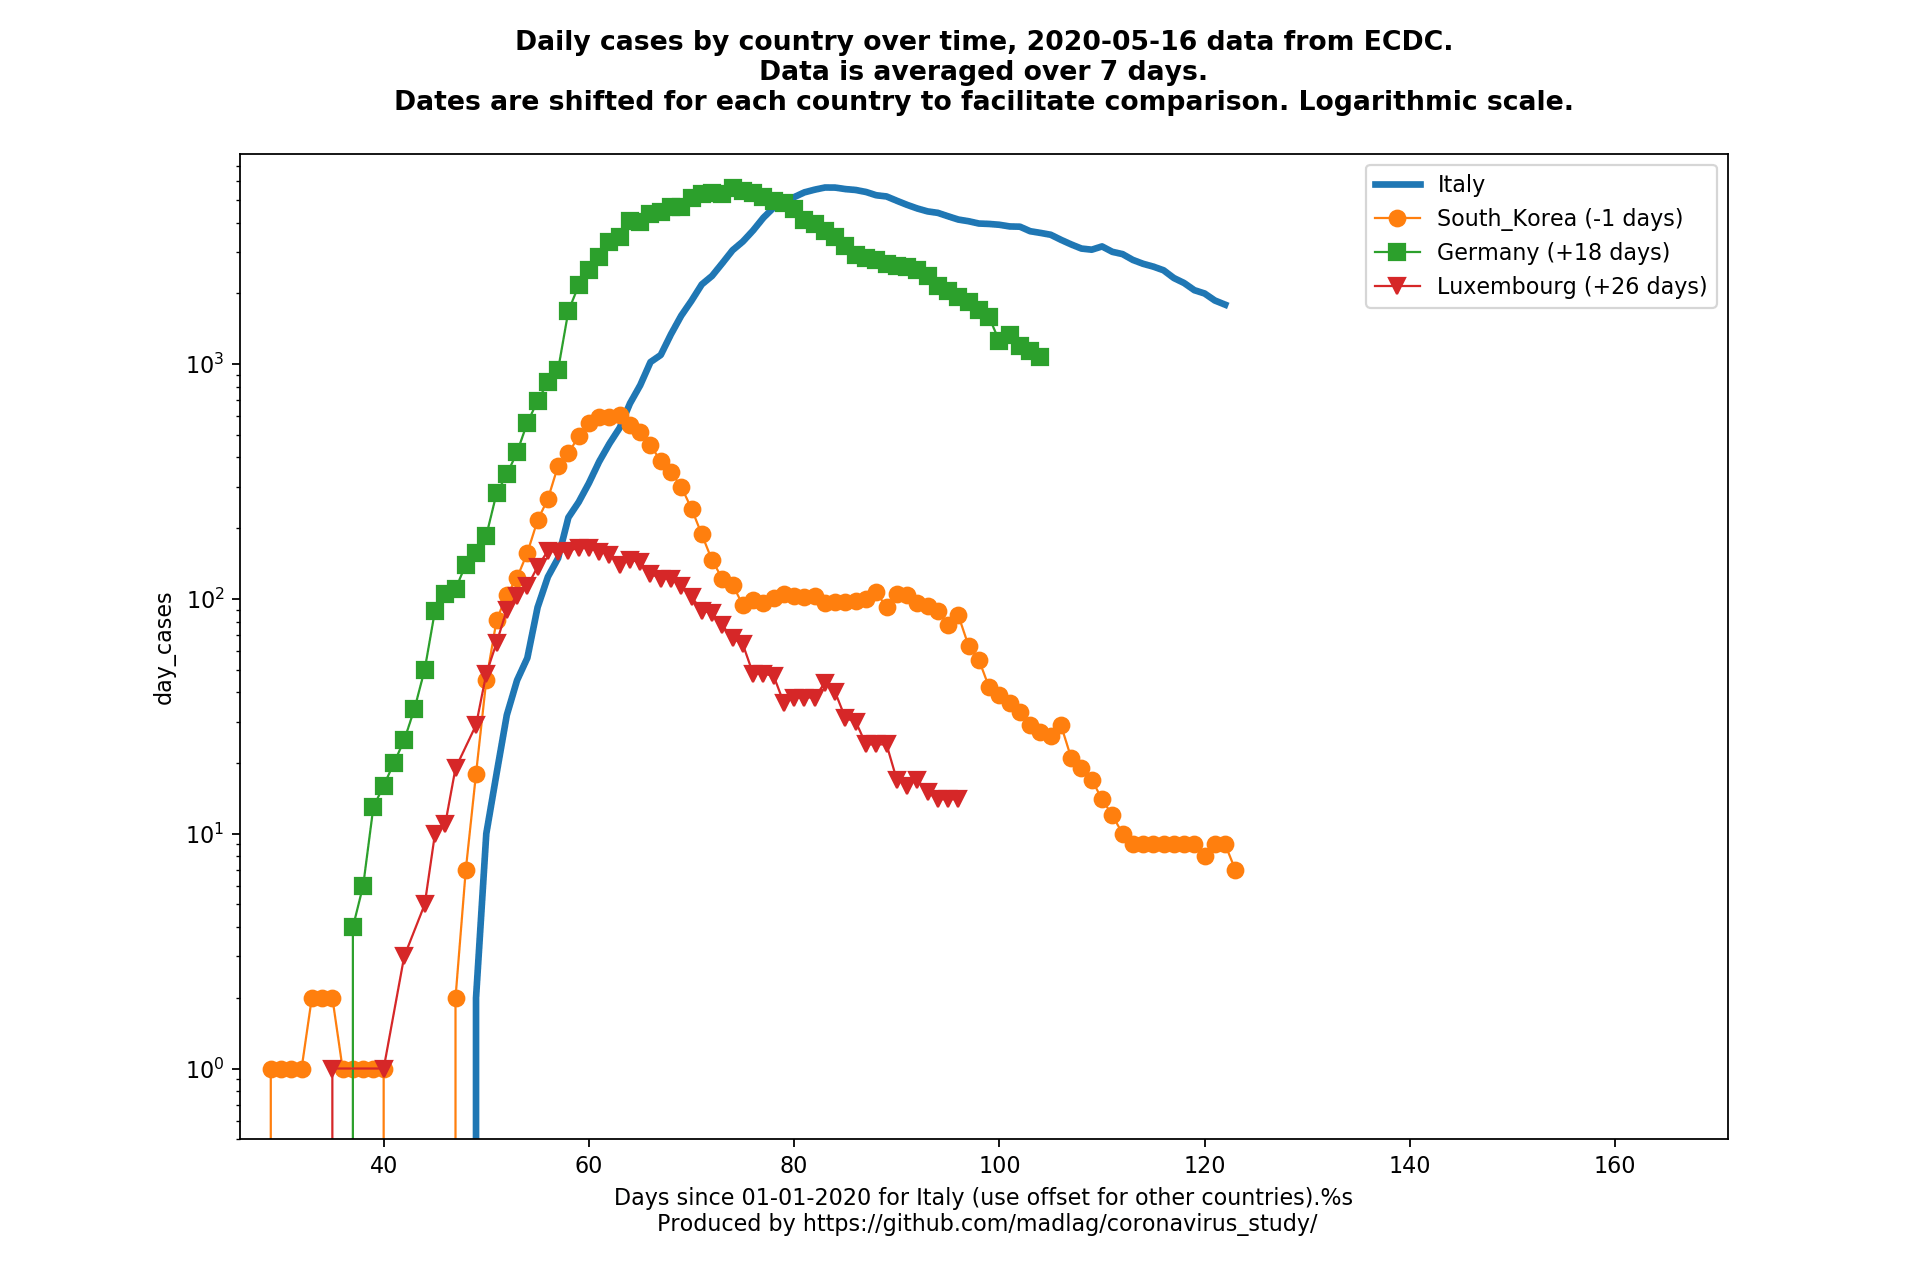 Daily cases by country over time, 2020-05-16 data from ECDC.
Data is averaged over 7 days.
Dates are shifted for each country to facilitate comparison. Logarithmic scale.
Italy
South_Korea (-1 days)
Germany (+18 days)
Luxembourg (+26 days)
day_cases
10³
10²
10¹
10⁰
40 60 80 100 120 140 160
Days since 01-01-2020 for Italy (use offset for other countries).%s
Produced by https://github.com/madlag/coronavirus_study/